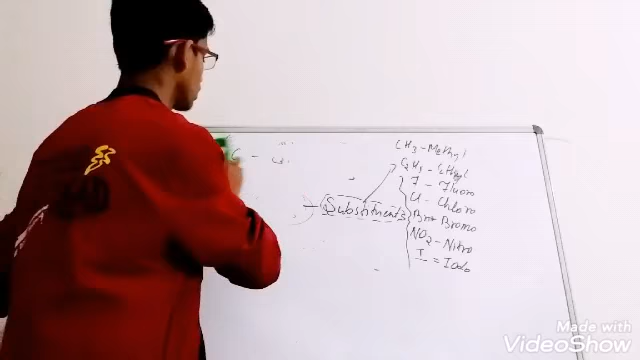 CH3 - Methyl
C2H5 - Ethyl
F - Fluoro
Cl - Chloro
Substituents
Br - Bromo
NO2 - Nitro
I = Iodo
Made with
VideoShow